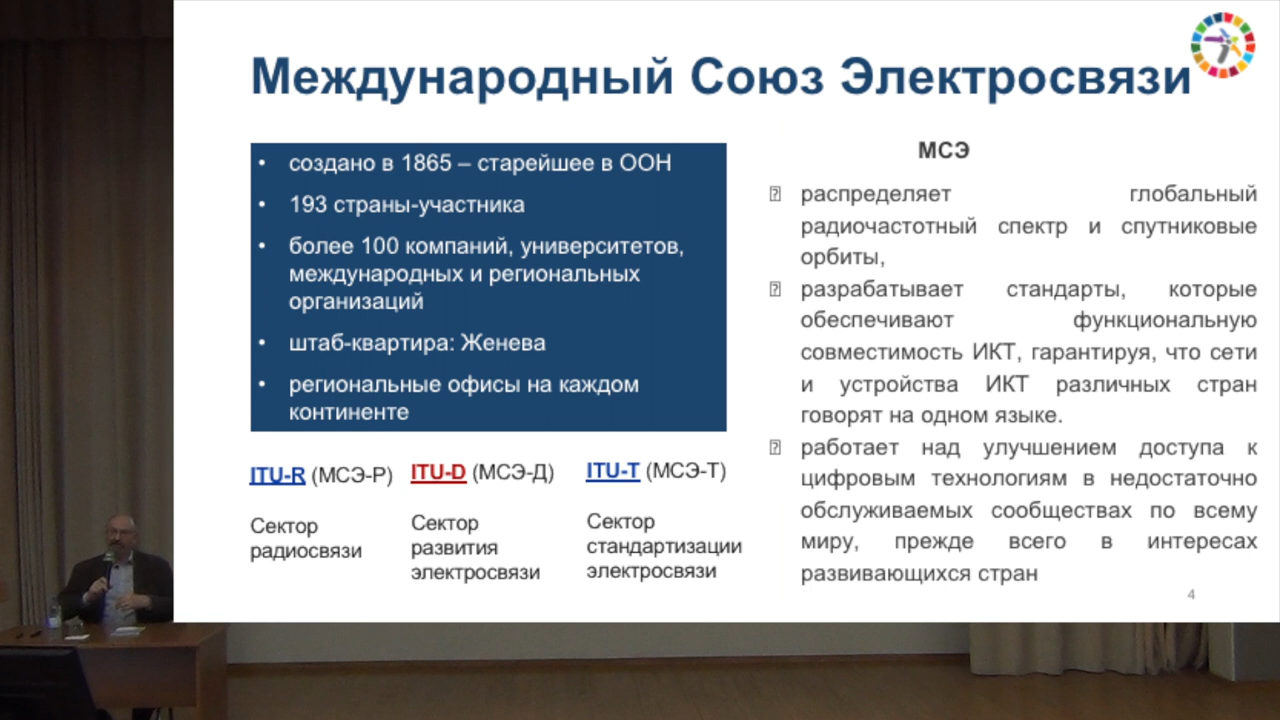 Международный Союз Электросвязи
• создано в 1865 – старейшее в ООН
• 193 страны-участника
• более 100 компаний, университетов,
международных и региональных
организаций
• штаб-квартира: Женева
• региональные офисы на каждом
континенте
ITU-R (МСЭ-Р)
Сектор
радиосвязи
ITU-D (МСЭ-Д)
Сектор
развития
электросвязи
ITU-T (МСЭ-Т)
Сектор
стандартизации
электросвязи
МСЭ
распределяет глобальный
радиочастотный спектр и спутниковые
орбиты,
разрабатывает стандарты, которые
обеспечивают функциональную
совместимость ИКТ, гарантируя, что сети
и устройства ИКТ различных стран
говорят на одном языке.
работает над улучшением доступа к
цифровым технологиям в недостаточно
обслуживаемых сообществах по всему
миру, прежде всего в интересах
развивающихся стран
4